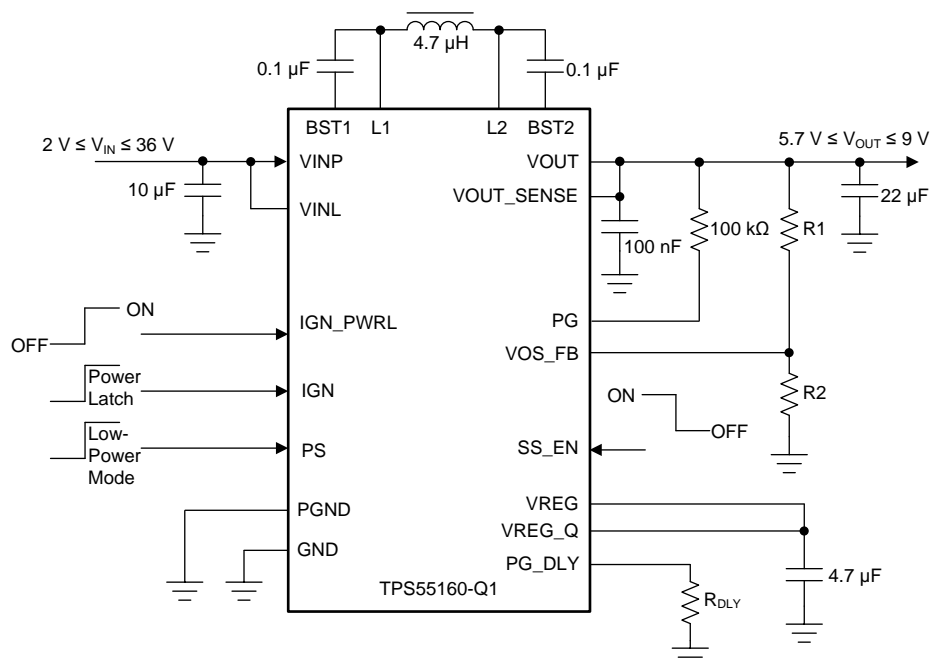 4.7 µH
0.1 µF
0.1 µF
BST1
L1
L2
BST2
2 V ≤ VIN ≤ 36 V
5.7 V ≤ VOUT ≤ 9 V
VINP
VOUT
10 µF
VINL
VOUT_SENSE
22 µF
100 nF
100 kΩ
R1
ON
OFF
IGN_PWRL
PG
VOS_FB
Power
Latch
IGN
R2
ON
OFF
Low-
Power
Mode
PS
SS_EN
PGND
VREG
VREG_Q
GND
PG_DLY
4.7 µF
TPS55160-Q1
RDLY